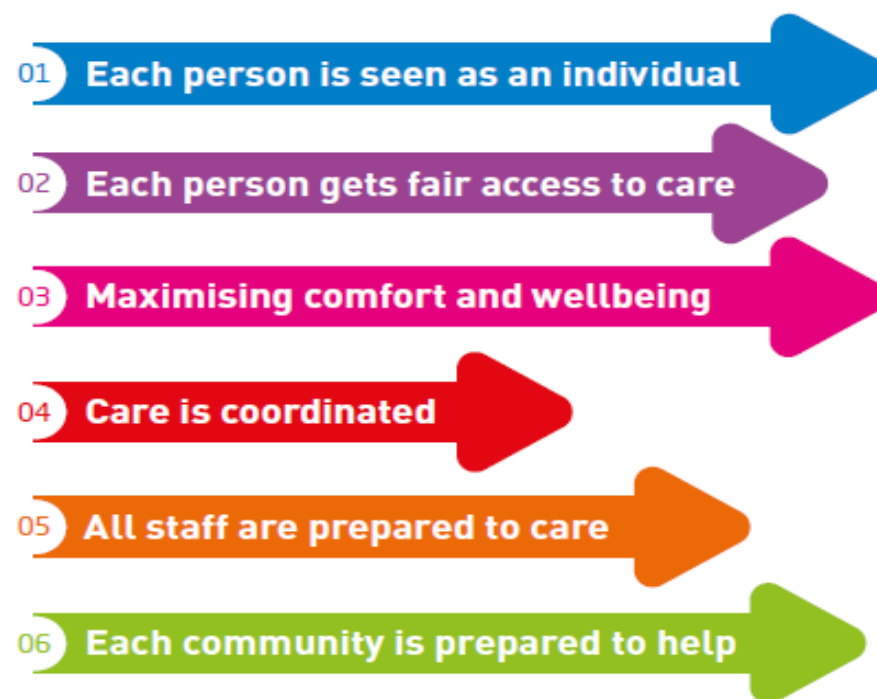 01 Each person is seen as an individual
02 Each person gets fair access to care
03 Maximising comfort and wellbeing
04 Care is coordinated
05 All staff are prepared to care
06 Each community is prepared to help